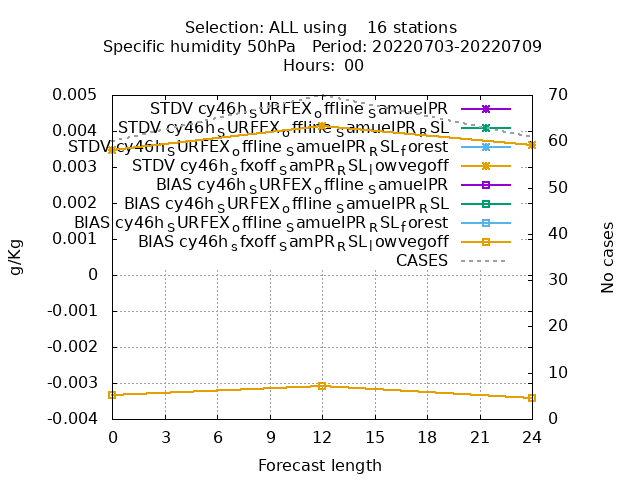 Selection: ALL using 16 stations
Specific humidity 50hPa Period: 20220703-20220709
Hours: 00
0.005
0.004
0.003
0.002
0.001
0
-0.001
-0.002
-0.003
-0.004
g/Kg
STDV cy46h_SURFEX_offline_SamuelPR
STDV cy46h_SURFEX_offline_SamuelPR_RSL
STDV cy46h_SURFEX_offline_SamuelPR_RSL_forest
STDV cy46h_sfxoff_SamPR_RSL_lowvegoff
BIAS cy46h_SURFEX_offline_SamuelPR
BIAS cy46h_SURFEX_offline_SamuelPR_RSL
BIAS cy46h_SURFEX_offline_SamuelPR_RSL_forest
BIAS cy46h_sfxoff_SamPR_RSL_lowvegoff
CASES
70
60
50
40
30
20
10
0
No cases
0 3 6 9 12 15 18 21 24
Forecast length